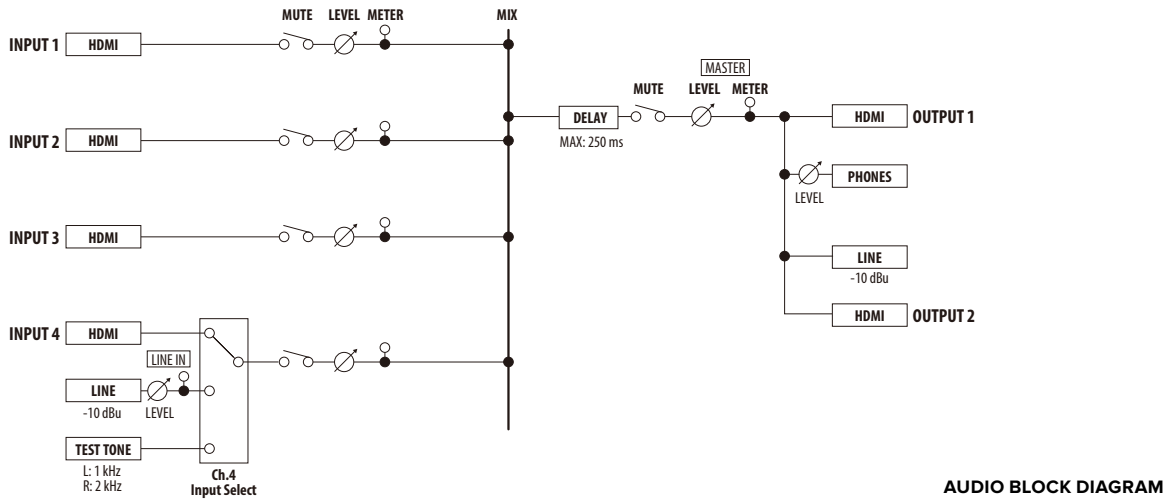 MUTE LEVEL METER MIX
INPUT 1 HDMI
MASTER
MUTE LEVEL METER
DELAY HDMI OUTPUT 1
MAX: 250 ms
INPUT 2 HDMI
PHONES
LEVEL
INPUT 3 HDMI
LINE
-10 dBu
HDMI OUTPUT 2
INPUT 4 HDMI
LINE IN
LINE
-10 dBu LEVEL
TEST TONE
L: 1 kHz
R: 2 kHz
Ch.4
Input Select
AUDIO BLOCK DIAGRAM